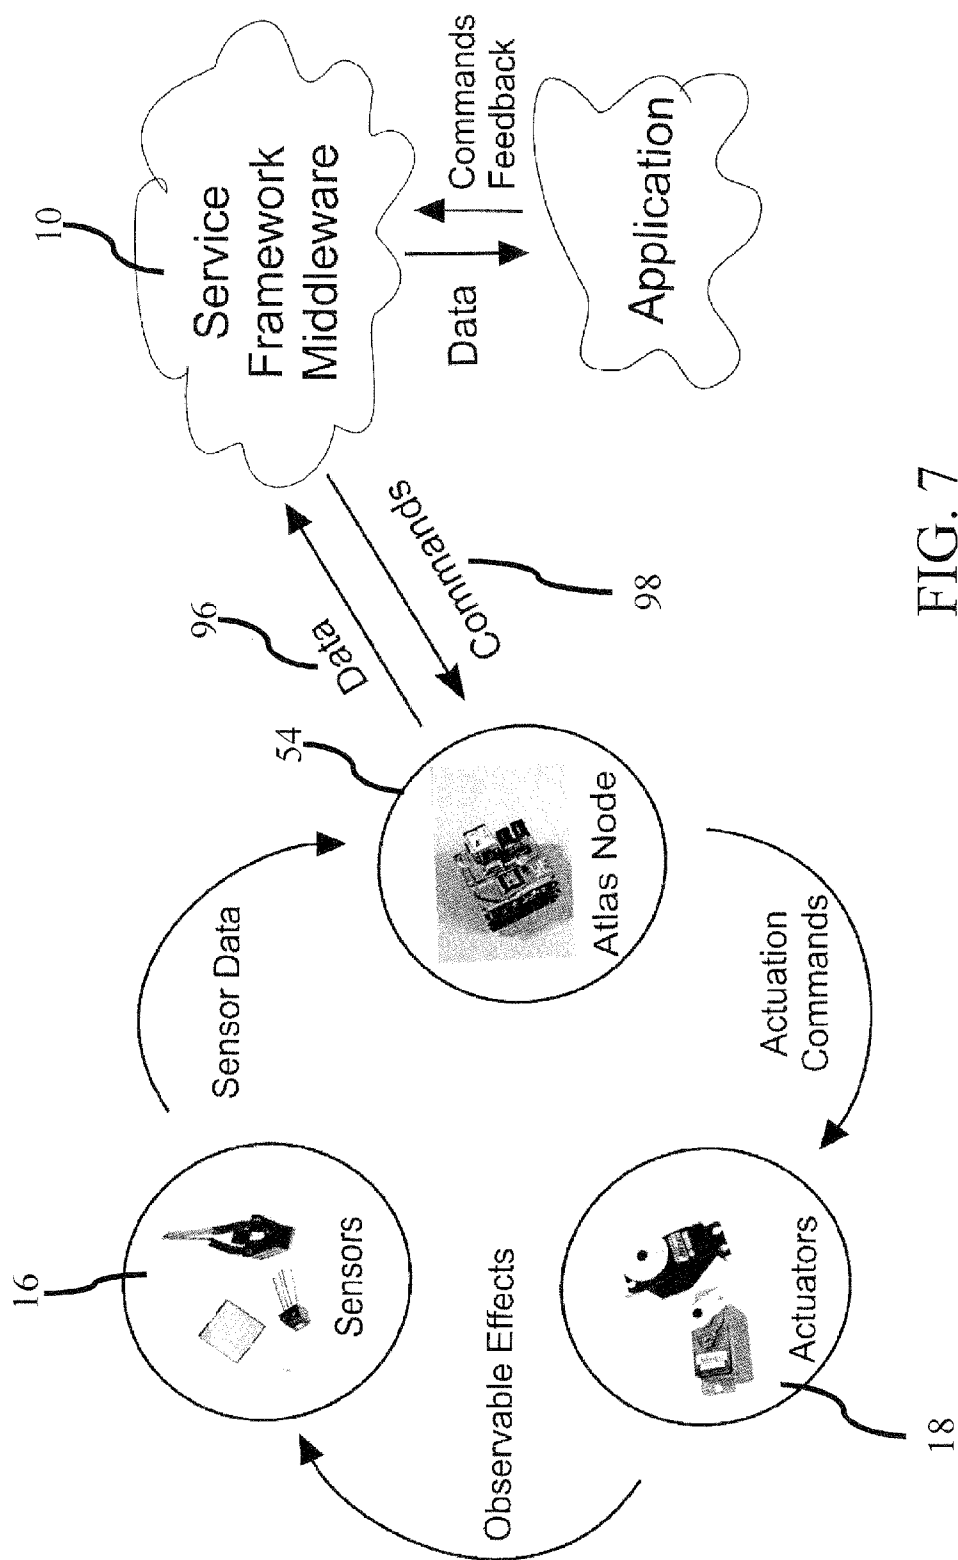 16
Sensors
Sensor Data
54
Atlas Node
96
Data
Commands
98
10
Service
Framework
Middleware
Data
Commands
Feedback
Application
Observable Effects
Actuators
18
Actuation
Commands
FIG. 7